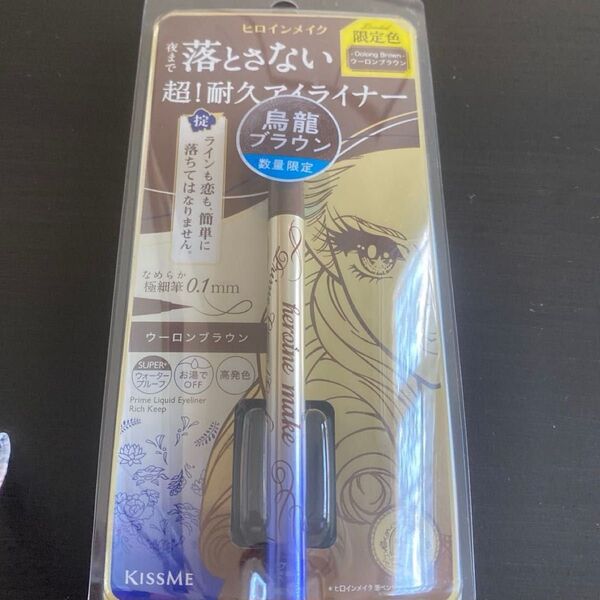 ヒロインメイク
Limited
限定色
- Oolong Brown -
ウーロンブラウン
夜まで
落とさない
超!耐久アイライナー
烏龍
ブラウン
数量限定
掟
ラインも恋も、簡単に
落ちてはなりません。
なめらか
極細筆0.1mm
ウーロンブラウン
SUPER+
ウォーター
プルーフ
お湯で
OFF
高発色
Prime Liquid Eyeliner
Rich Keep
heroine make
KISSME